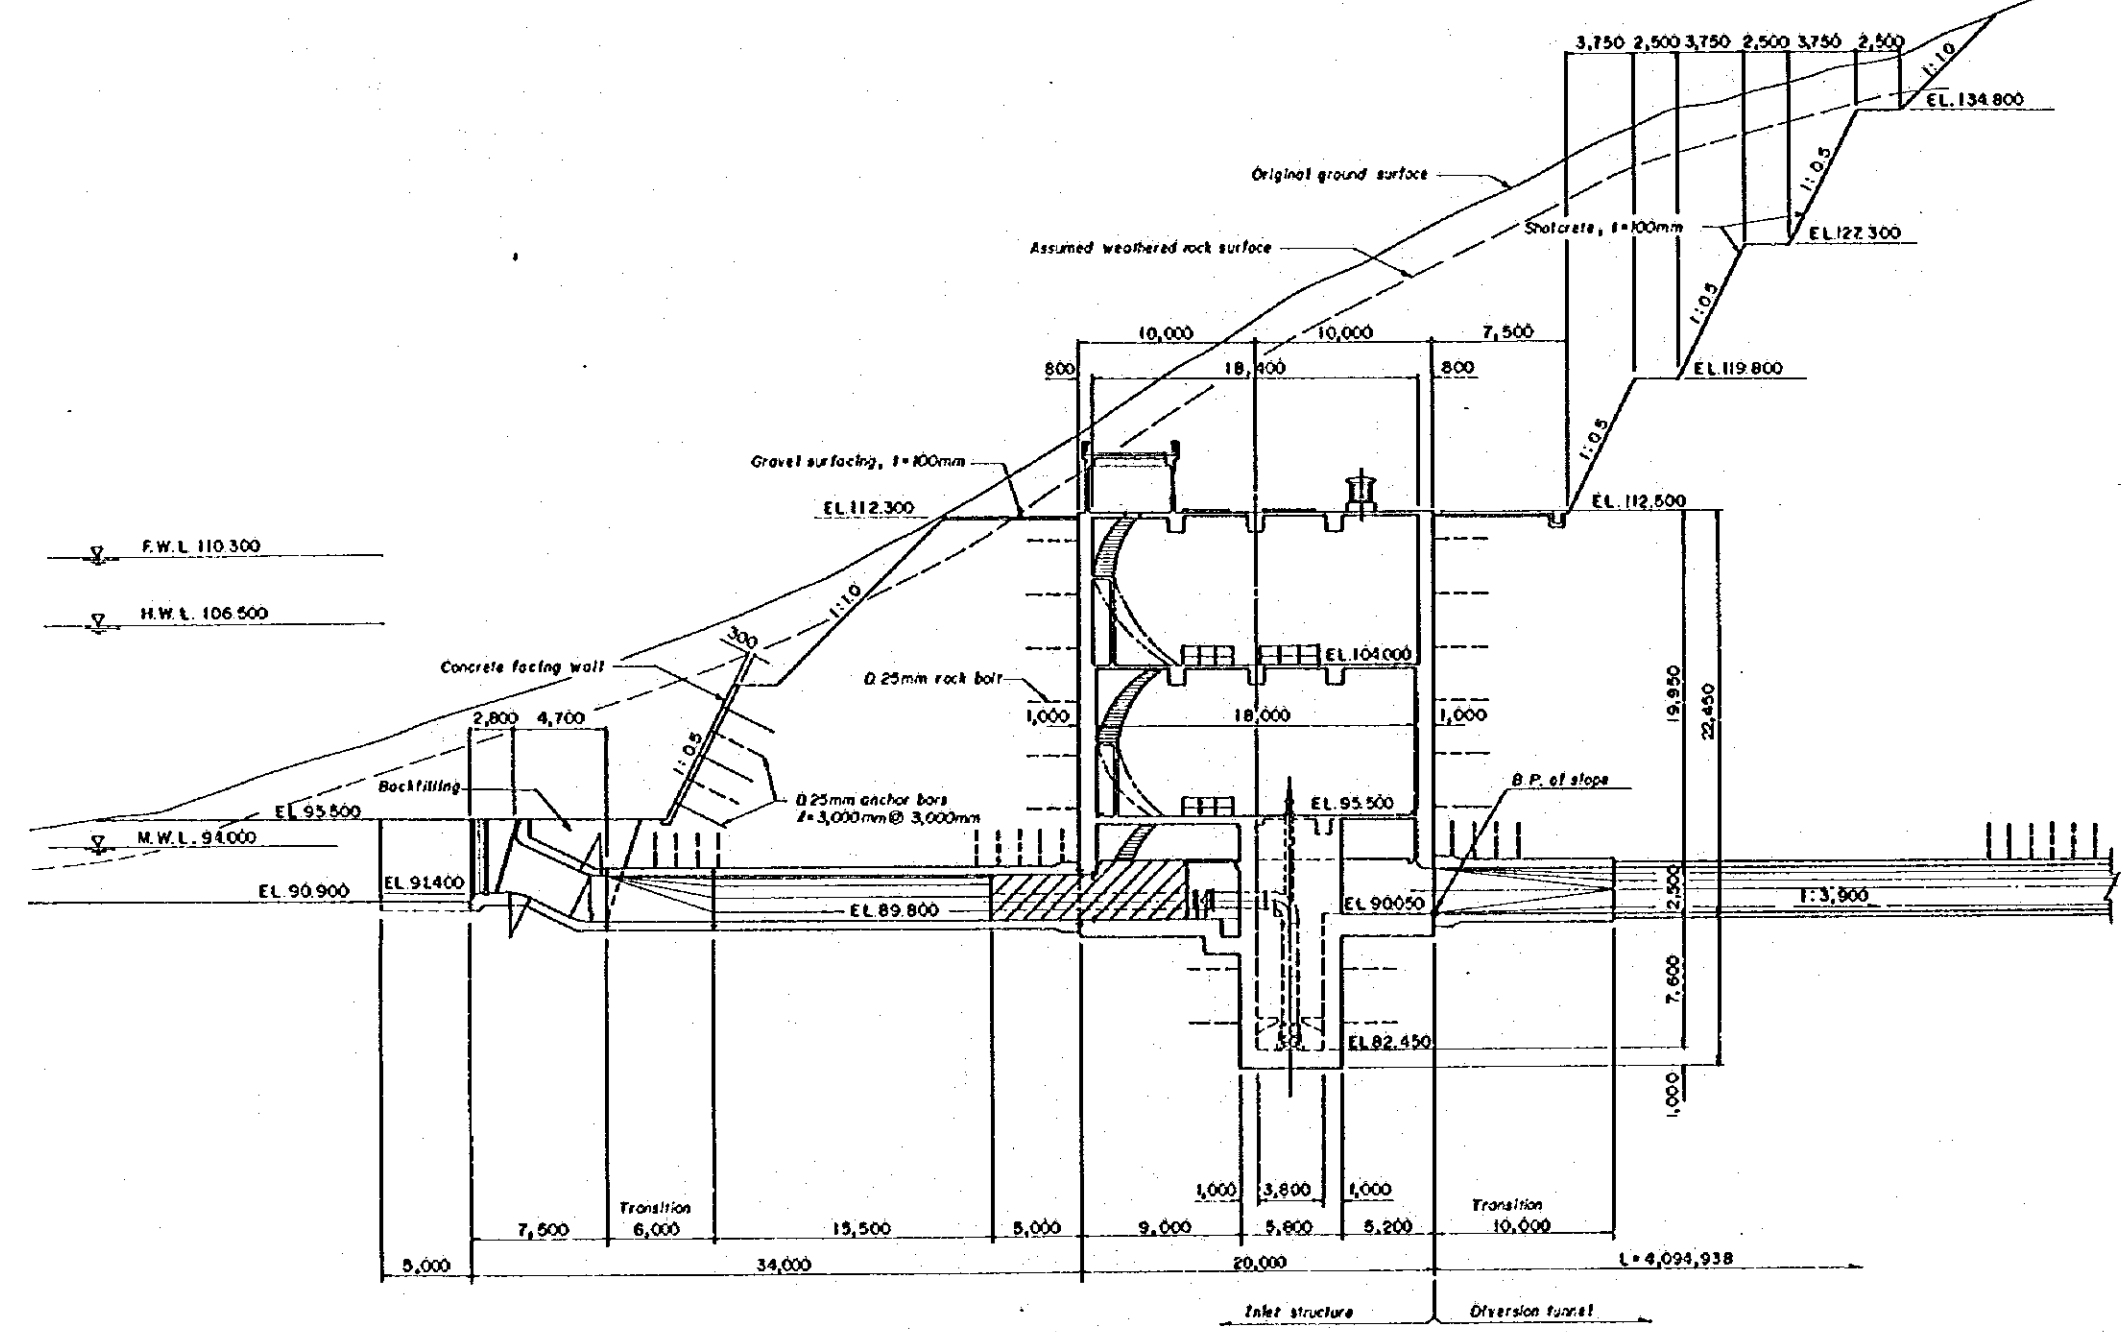 3,750 2,500 3,750 2,500 3,750 2,500
1:1.0
EL.134.800
1:0.5
Original ground surface
Shotcrete, t=100mm
EL.127.300
Assumed weathered rock surface
1:0.5
10,000 10,000 7,500
800 18,400 800
EL.119.800
1:0.5
Gravel surfacing, t=100mm
EL.112.300
EL.112.500
F.W.L 110.300
H.W.L. 106.500
1:1.0
300
Concrete facing wall
D.25mm rock bolt
EL.104.000
2,800 4,700
1,000 18,000 1,000
19,950
22,450
1:0.5
Backfilling
B.P. of slope
D.25mm anchor bars
l=3,000mm@ 3,000mm
EL.95.500
EL.95.500
M.W.L. 94.000
EL.90.900
EL.91.400
EL.89.800
EL.90.050
2,500
1:3,900
7,600
EL.82.450
1,000
1,000 3,800 1,000
Transition
Transition
7,500 6,000 15,500 5,000 9,000 5,800 5,200 10,000
5,000 34,000 20,000 L=4,094,938
Inlet structure
Diversion tunnel